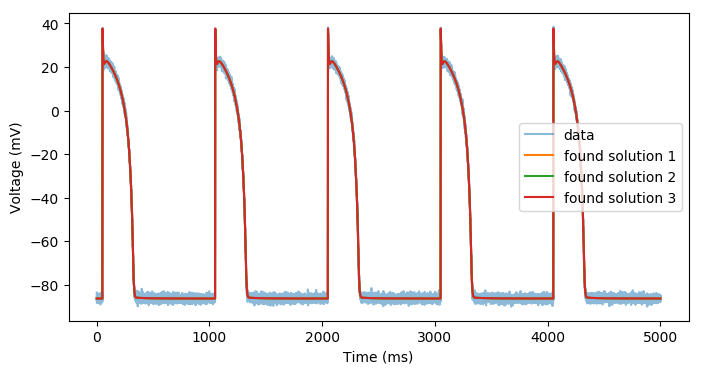 40
20
0
−20
−40
−60
−80
Voltage (mV)
data
found solution 1
found solution 2
found solution 3
0
1000
2000
3000
4000
5000
Time (ms)